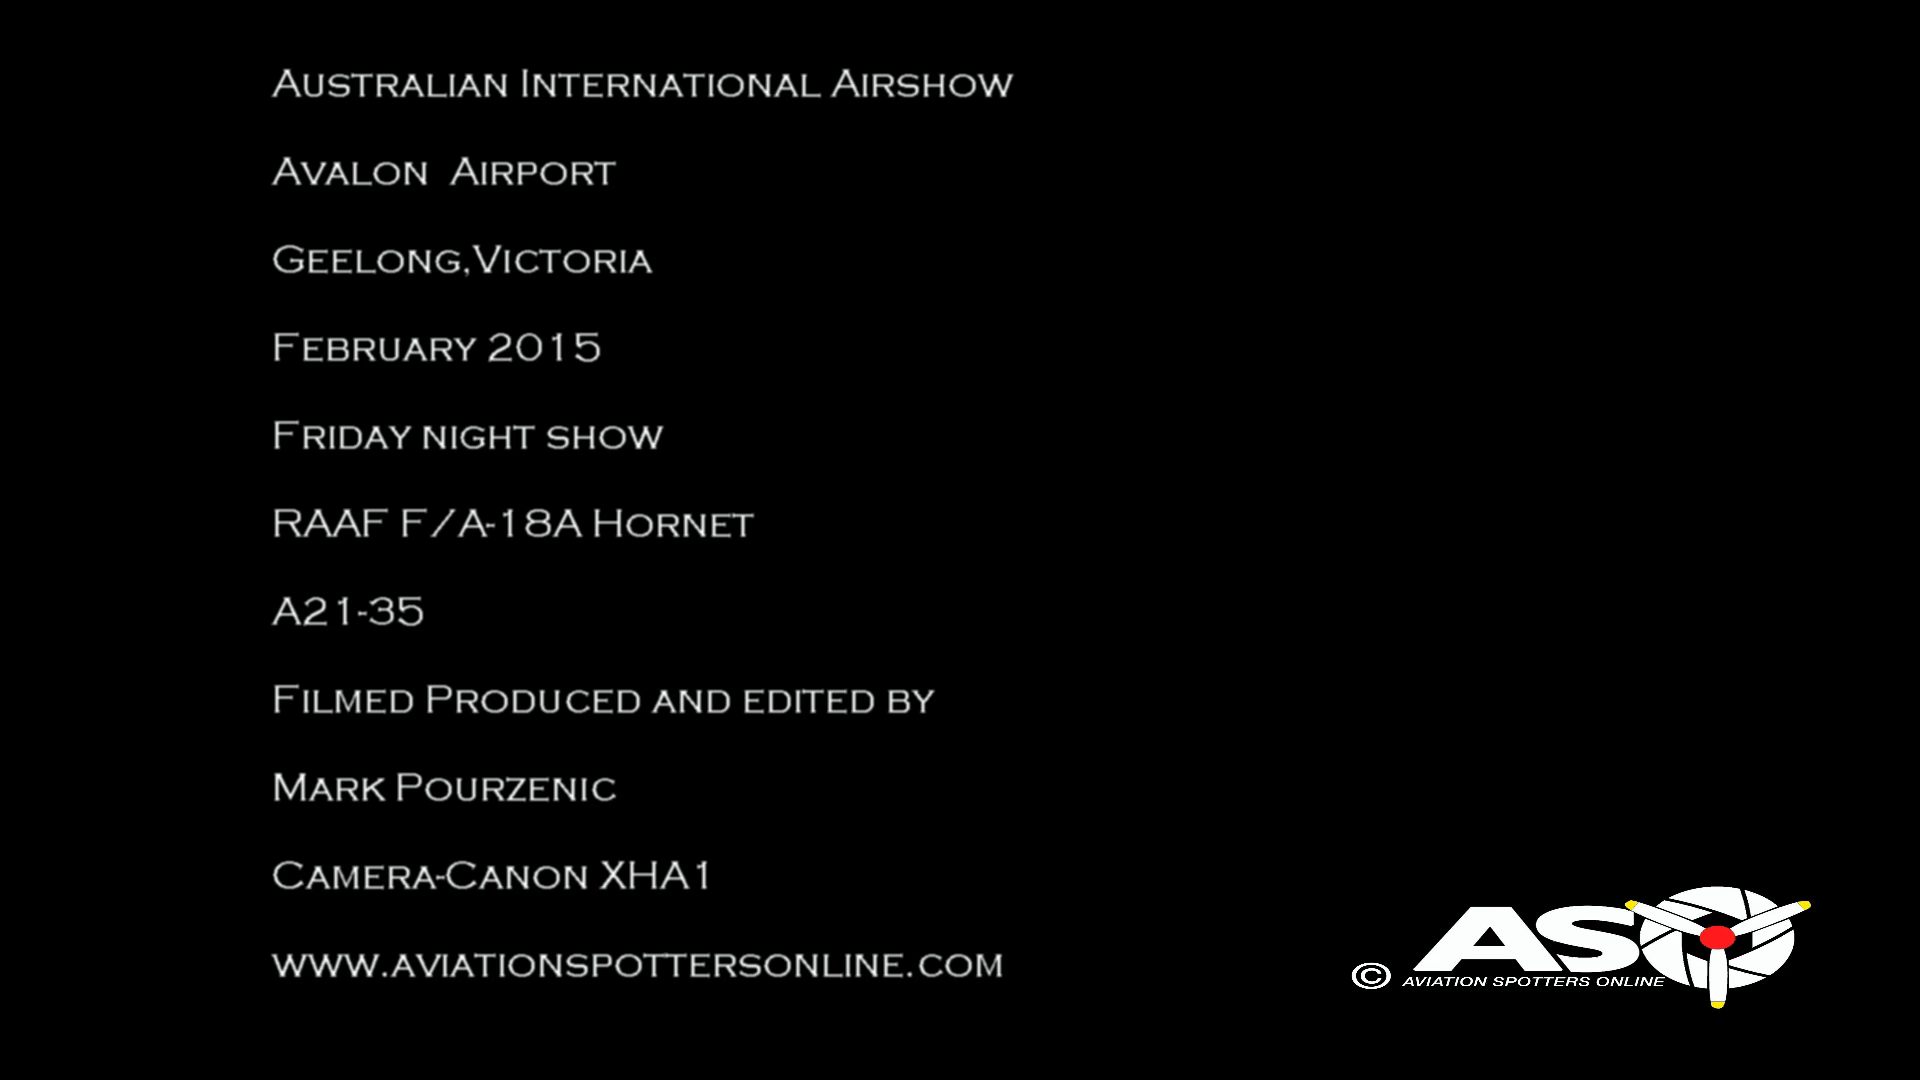 Australian International Airshow
Avalon  Airport
Geelong,Victoria
February 2015
Friday night show
RAAF F/A-18A Hornet
A21-35
Filmed Produced and edited by
Mark Pourzenic
Camera-Canon XHA1
www.aviationspottersonline.com
ASO
© AVIATION SPOTTERS ONLINE